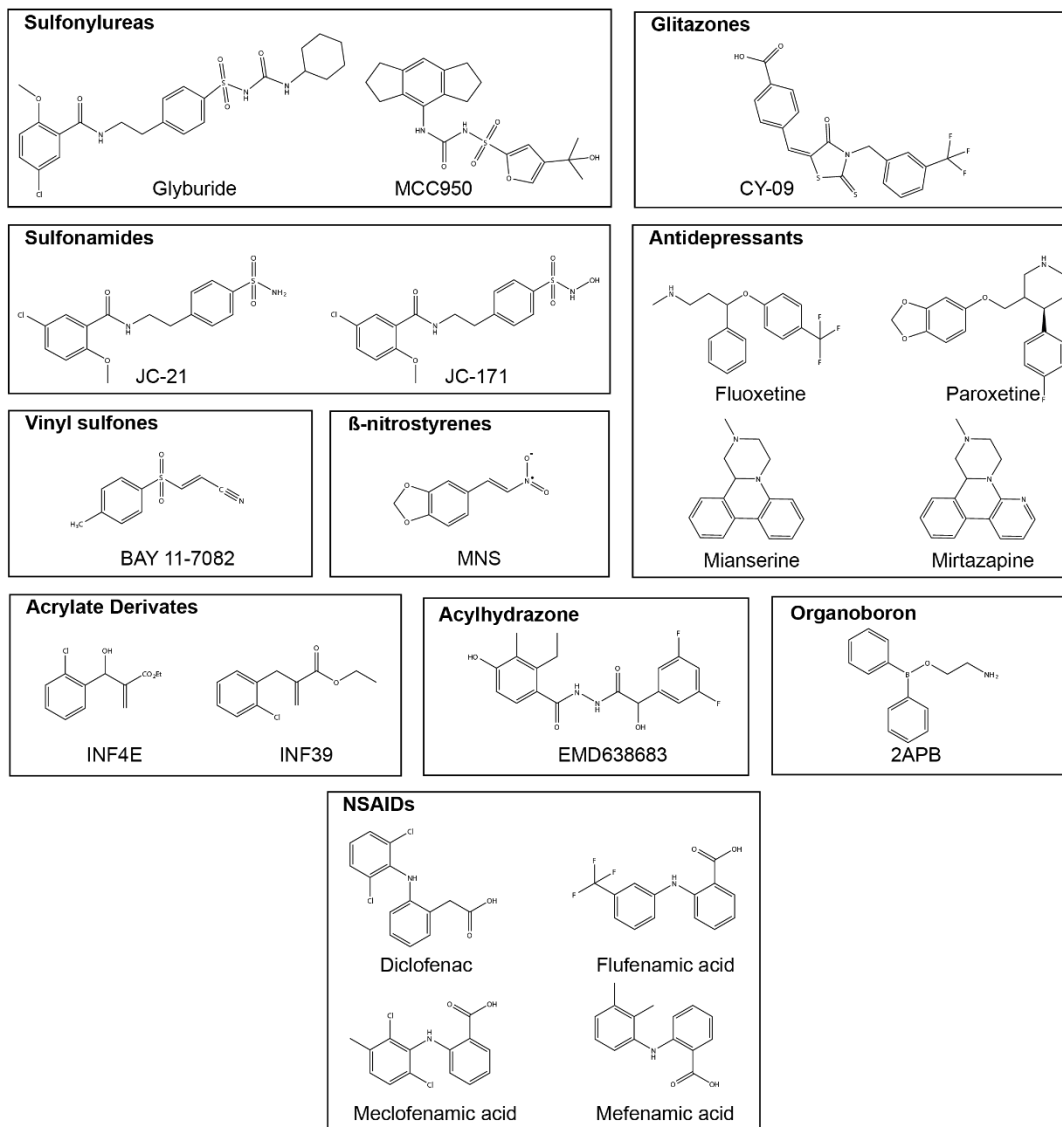 Sulfonylureas
Glyburide
MCC950
Glitazones
CY-09
Sulfonamides
JC-21
JC-171
Antidepressants
Fluoxetine
Paroxetine
Mianserine
Mirtazapine
Vinyl sulfones
BAY 11-7082
ß-nitrostyrenes
MNS
Acrylate Derivates
INF4E
INF39
Acylhydrazone
EMD638683
Organoboron
2APB
NSAIDs
Diclofenac
Flufenamic acid
Meclofenamic acid
Mefenamic acid